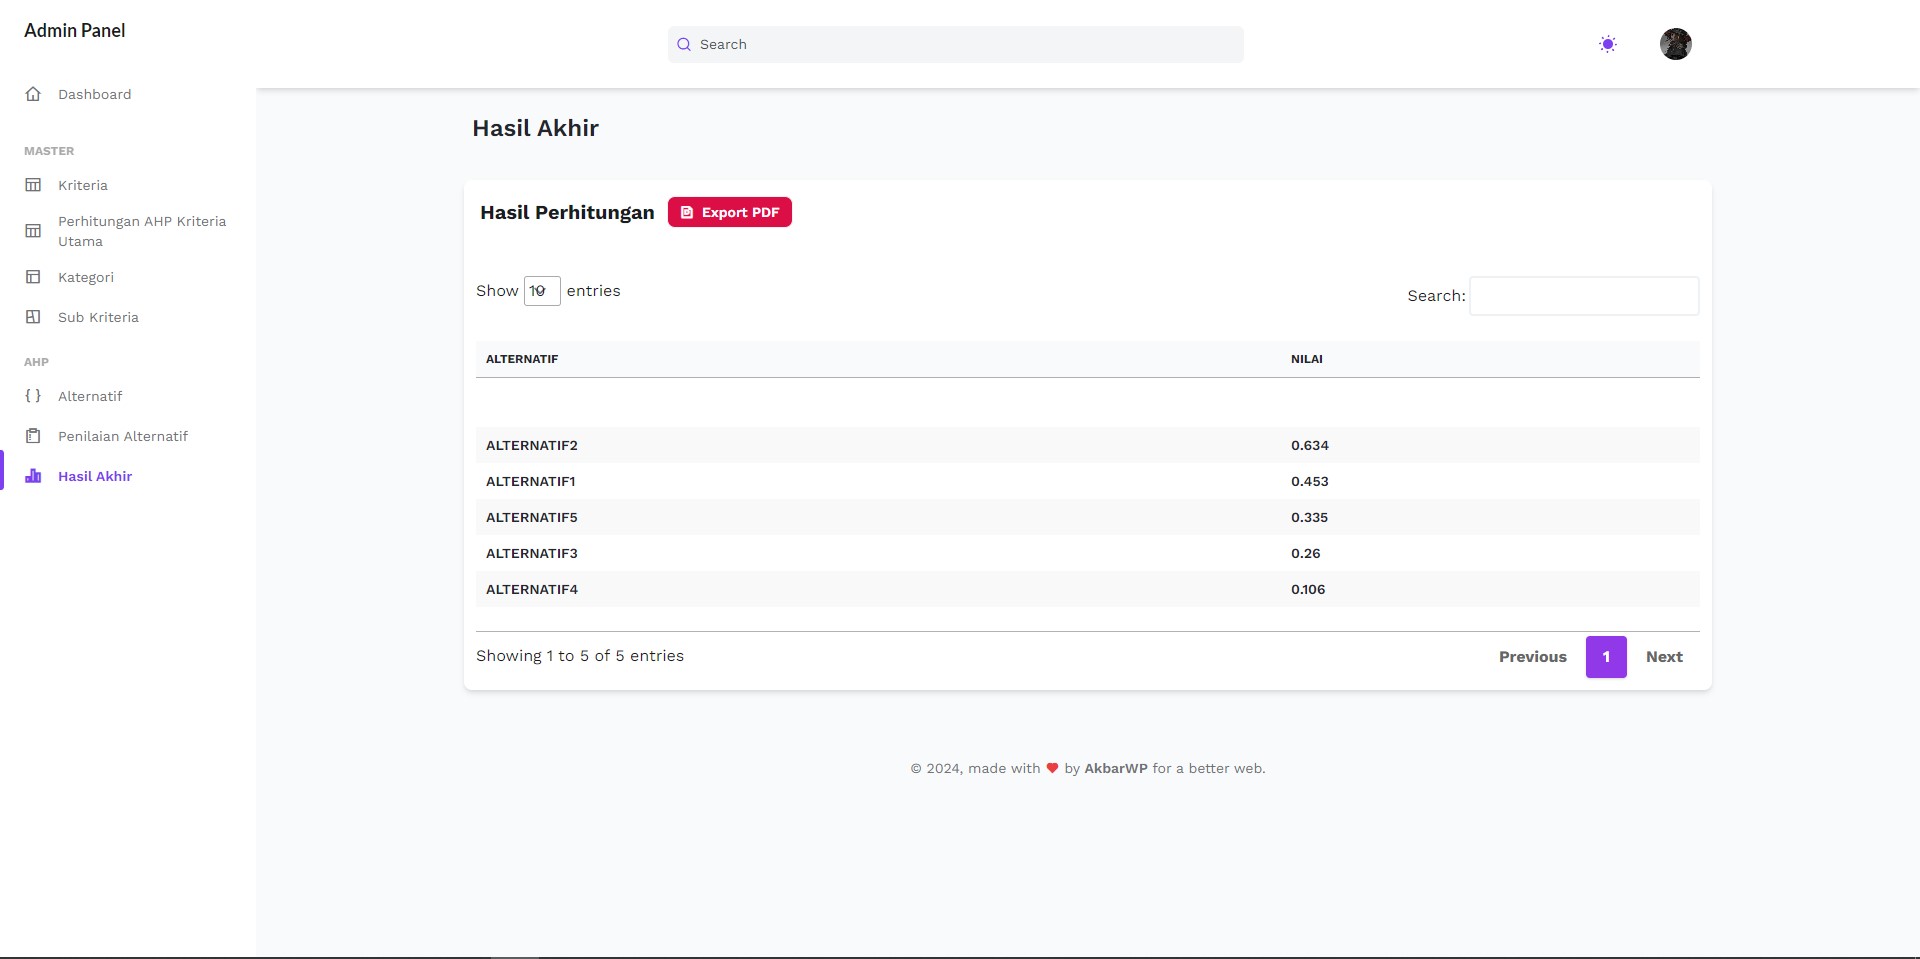 Admin Panel
Search
Dashboard
MASTER
Kriteria
Perhitungan AHP Kriteria
Utama
Kategori
Sub Kriteria
AHP
Alternatif
Penilaian Alternatif
Hasil Akhir
Hasil Akhir
Hasil Perhitungan Export PDF
Show 10 entries Search:
ALTERNATIF NILAI
ALTERNATIF2 0.634
ALTERNATIF1 0.453
ALTERNATIF5 0.335
ALTERNATIF3 0.26
ALTERNATIF4 0.106
Showing 1 to 5 of 5 entries Previous 1 Next
© 2024, made with ❤ by AkbarWP for a better web.